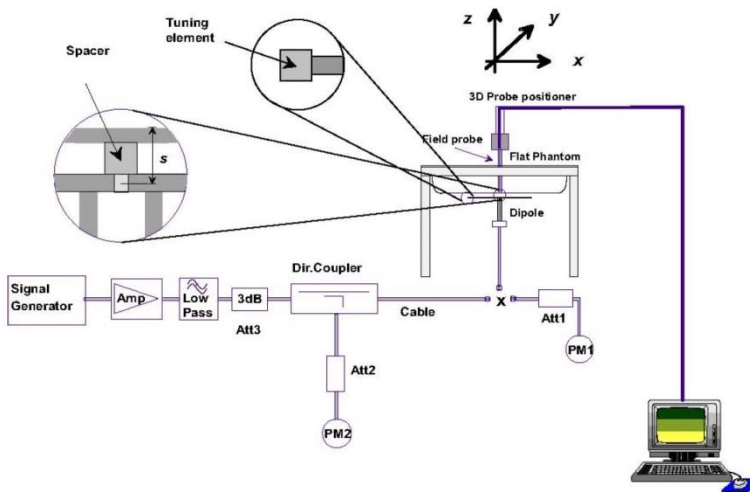 Tuning
element
z
y
x
Spacer
s
3D Probe positioner
Field probe
Flat Phantom
Dipole
Dir.Coupler
Signal
Generator
Amp
Low
Pass
3dB
Cable
x
Att3
Att1
Att2
PM1
PM2